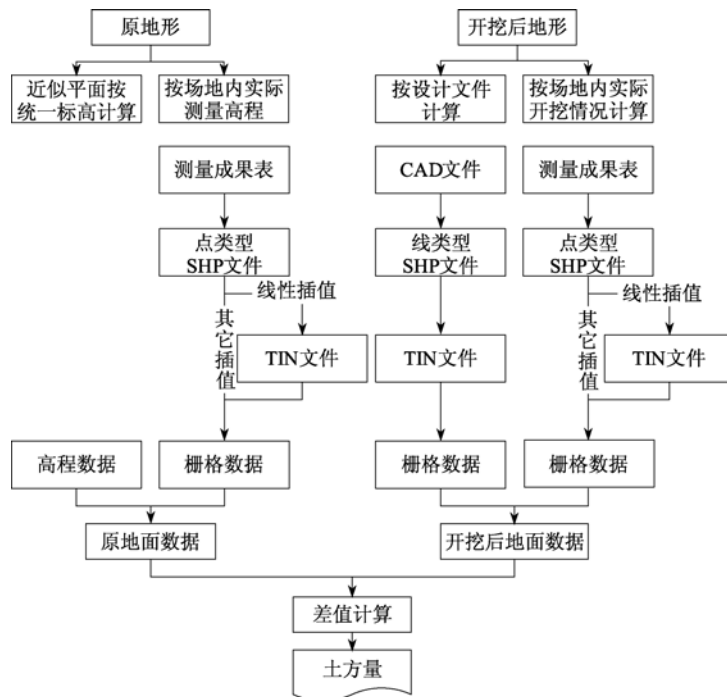 原地形
开挖后地形
近似平面按
统一标高计算
按场地内实际
测量高程
按设计文件
计算
按场地内实际
开挖情况计算
测量成果表
CAD文件
测量成果表
点类型
SHP文件
线类型
SHP文件
点类型
SHP文件
线性插值
线性插值
其它插值
其它插值
TIN文件
TIN文件
TIN文件
高程数据
栅格数据
栅格数据
栅格数据
原地面数据
开挖后地面数据
差值计算
土方量